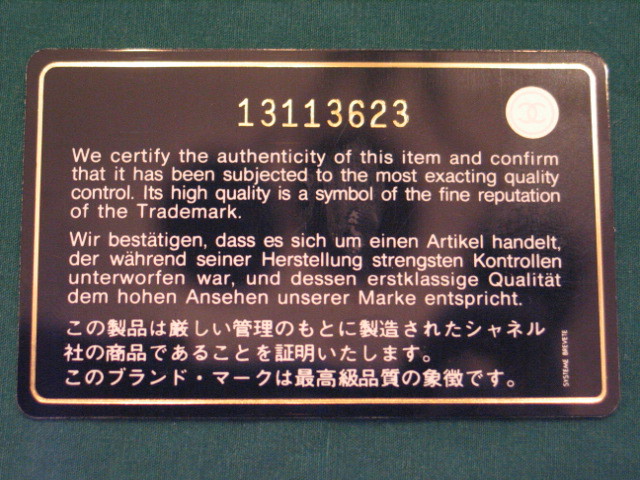 13113623
We certify the authenticity of this item and confirm
that it has been subjected to the most exacting quality
control. Its high quality is a symbol of the fine reputation
of the Trademark.
Wir bestätigen, dass es sich um einen Artikel handelt,
der während seiner Herstellung strengsten Kontrollen
unterworfen war, und dessen erstklassige Qualität
dem hohen Ansehen unserer Marke entspricht.
この製品は厳しい管理のもとに製造されたシャネル
社の商品であることを証明いたします。
このブランド・マークは最高級品質の象徴です。
SYSTEME BREVETE